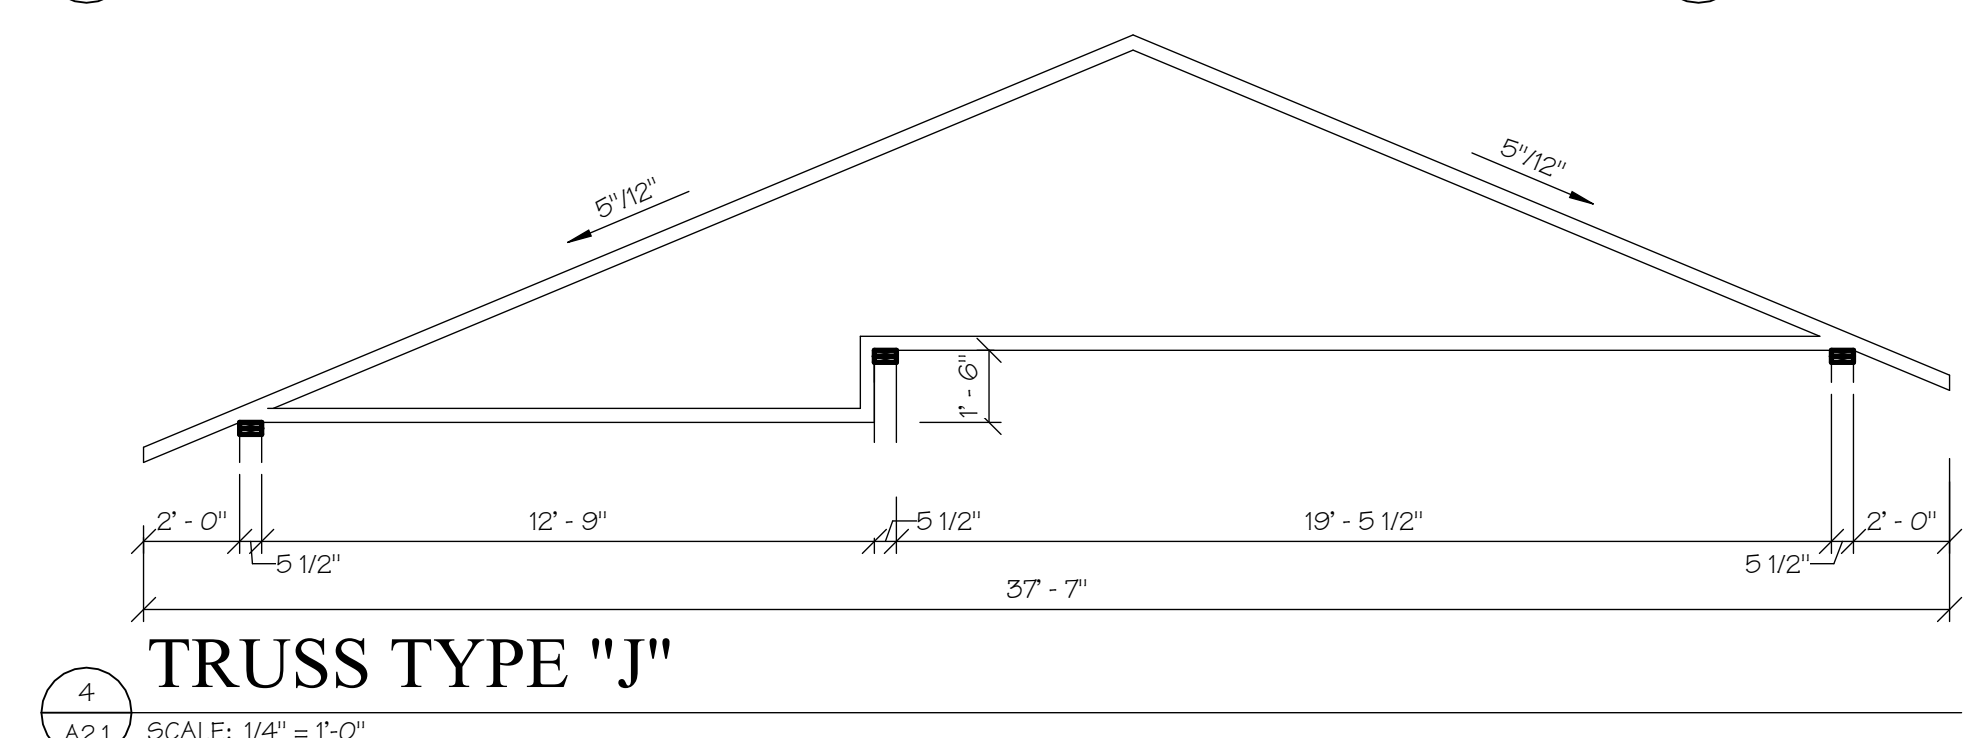 5"/12"
5"/12"
1' - 6"
2' - 0"
12' - 9"
5 1/2"
19' - 5 1/2"
2' - 0"
5 1/2"
5 1/2"
37' - 7"
TRUSS TYPE "J"
4
A2.1
SCALE: 1/4" = 1'-0"